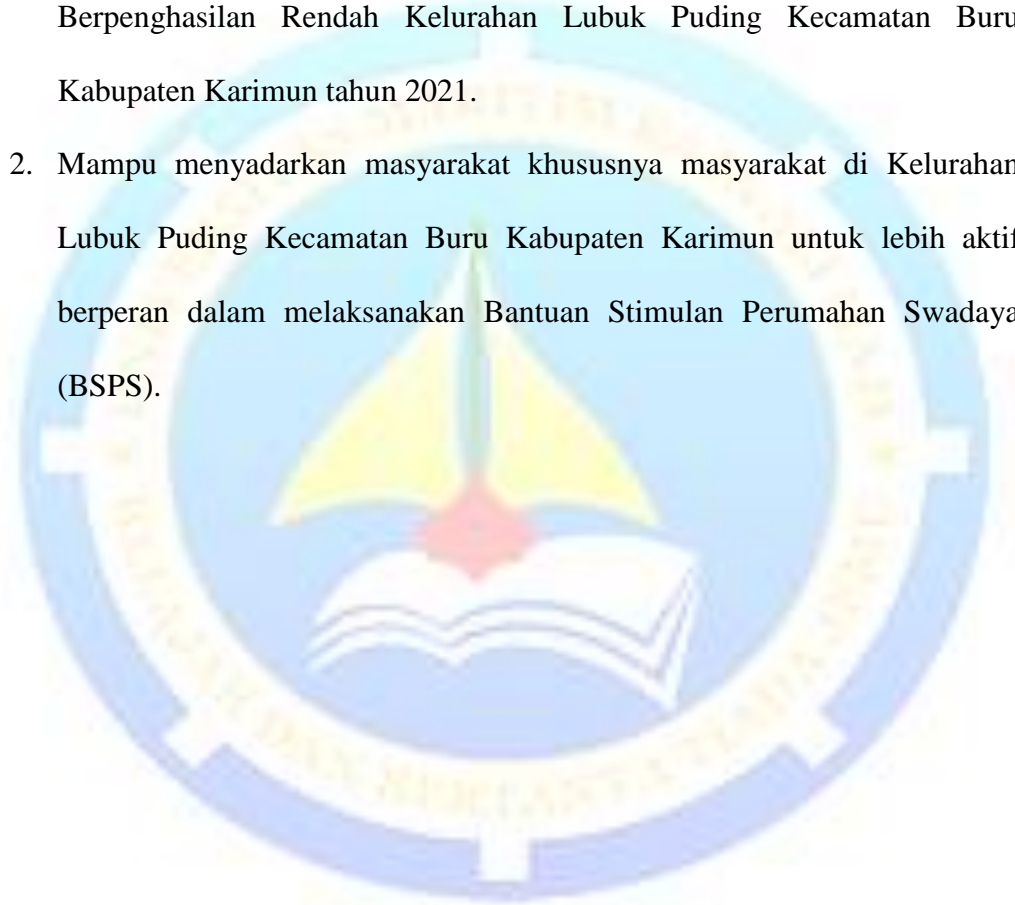 Berpenghasilan Rendah Kelurahan Lubuk Puding Kecamatan Buru
Kabupaten Karimun tahun 2021.
2. Mampu menyadarkan masyarakat khususnya masyarakat di Kelurahan
Lubuk Puding Kecamatan Buru Kabupaten Karimun untuk lebih aktif
berperan dalam melaksanakan Bantuan Stimulan Perumahan Swadaya
(BSPS).